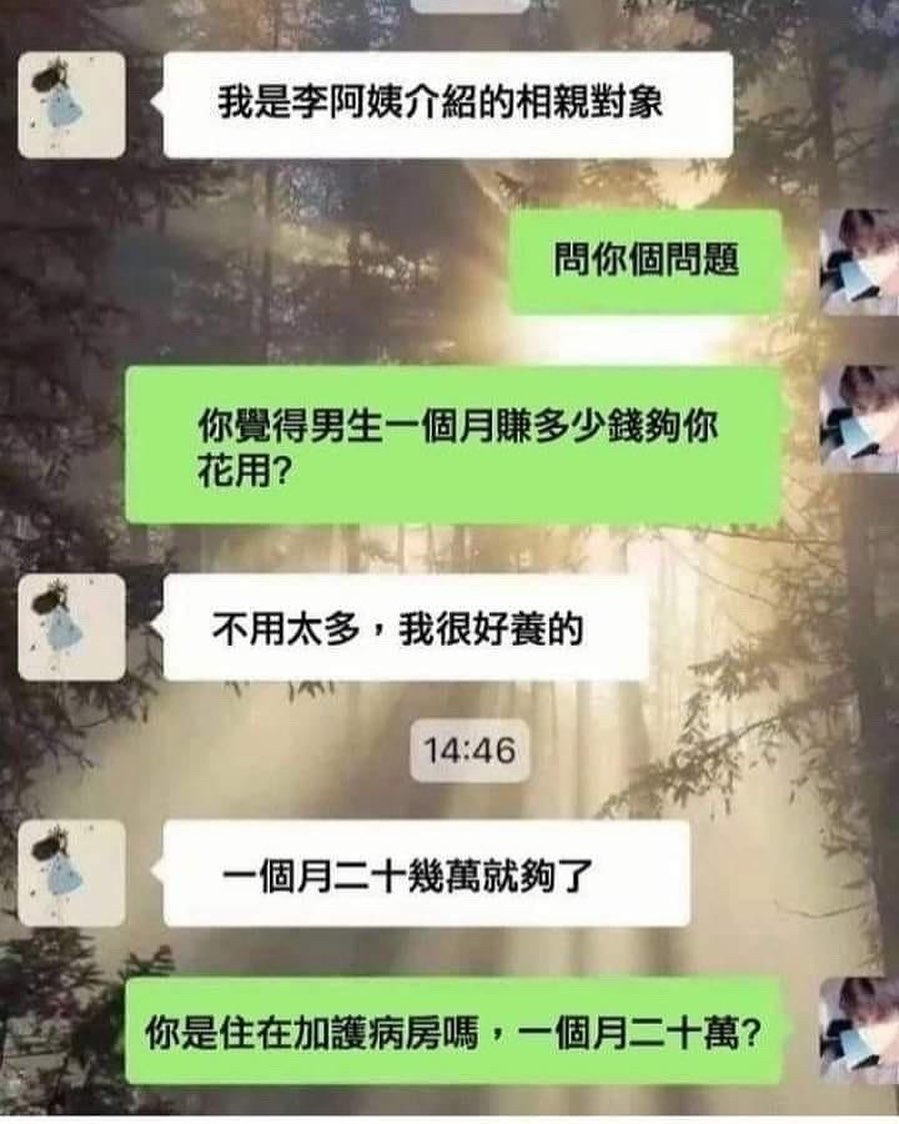 我是李阿姨介紹的相親對象
問你個問題
你覺得男生一個月賺多少錢夠你
花用?
不用太多，我很好養的
14:46
一個月二十幾萬就夠了
你是住在加護病房嗎，一個月二十萬?